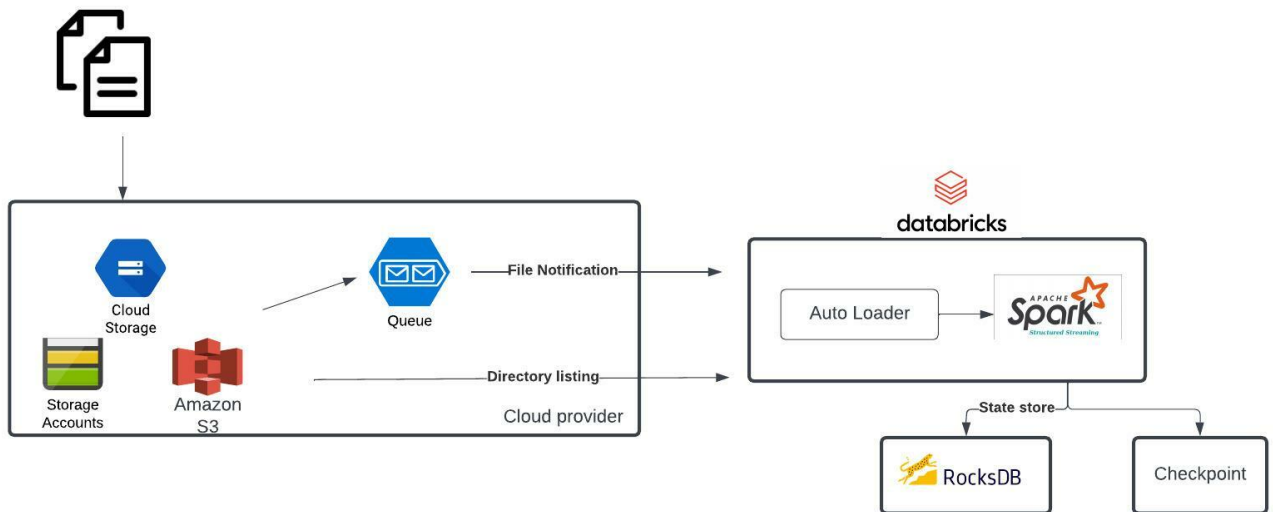 databricks
Cloud
Storage
Queue
File Notification
Auto Loader
APACHE
Spark
Structured Streaming
Storage
Accounts
Amazon
S3
Directory listing
Cloud provider
State store
RocksDB
Checkpoint